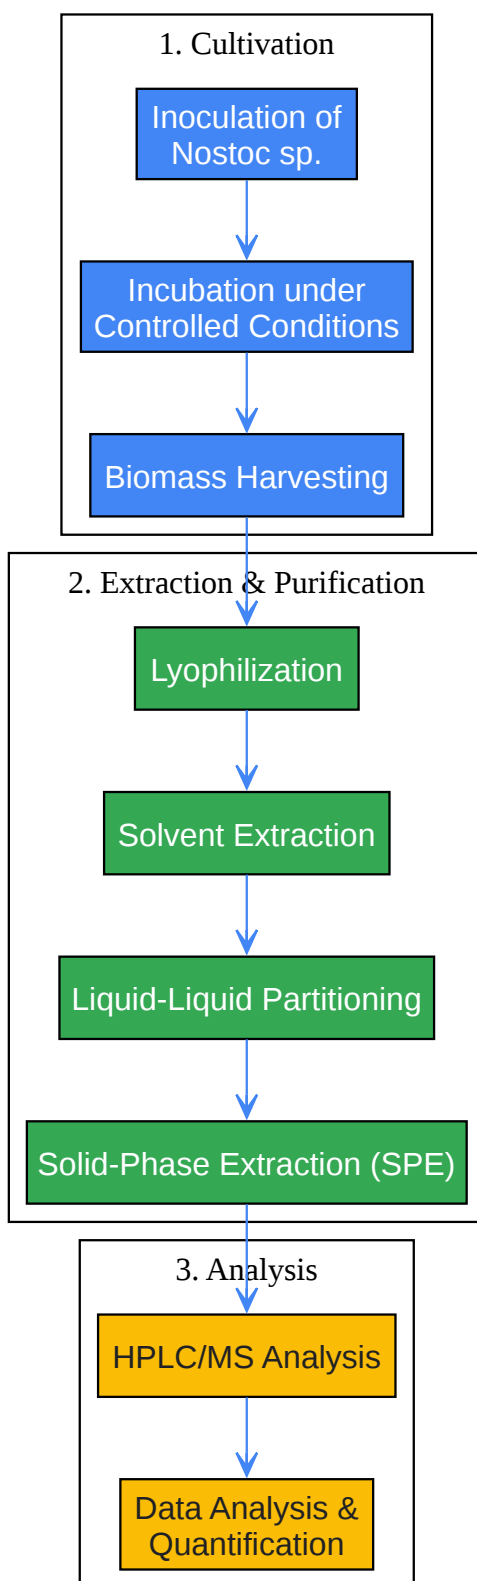 1. Cultivation
Inoculation of
Nostoc sp.
Incubation under
Controlled Conditions
Biomass Harvesting
2. Extraction & Purification
Lyophilization
Solvent Extraction
Liquid-Liquid Partitioning
Solid-Phase Extraction (SPE)
3. Analysis
HPLC/MS Analysis
Data Analysis &
Quantification